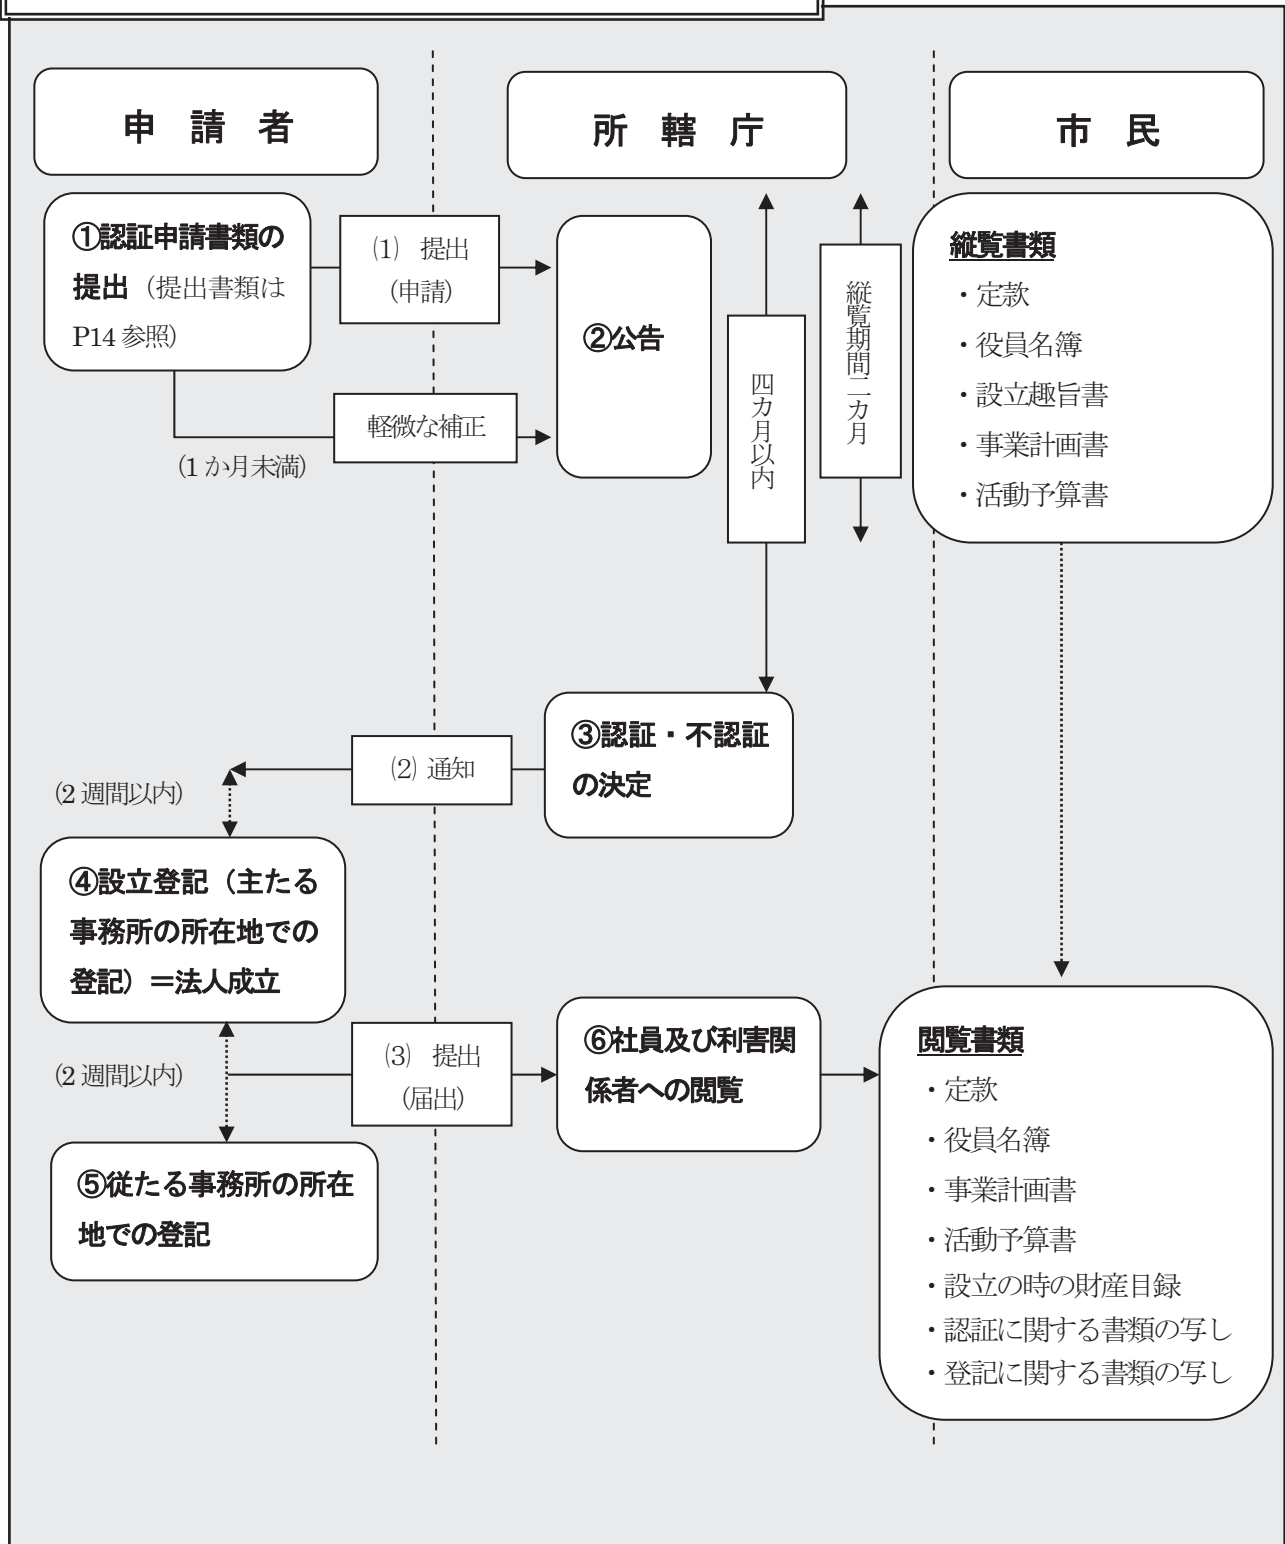 申 請 者
所 轄 庁
市 民
①認証申請書類の
提出（提出書類は
P14 参照）
(1) 提出
(申請)
軽微な補正
(1 か月未満)
②公告
四カ月以内
縦覧期間二カ月
縦覧書類
・定款
・役員名簿
・設立趣旨書
・事業計画書
・活動予算書
③認証・不認証
の決定
(2) 通知
(2 週間以内)
④設立登記（主たる
事務所の所在地での
登記）＝法人成立
(2 週間以内)
(3) 提出
(届出)
⑤従たる事務所の所在
地での登記
⑥社員及び利害関
係者への閲覧
閲覧書類
・定款
・役員名簿
・事業計画書
・活動予算書
・設立の時の財産目録
・認証に関する書類の写し
・登記に関する書類の写し